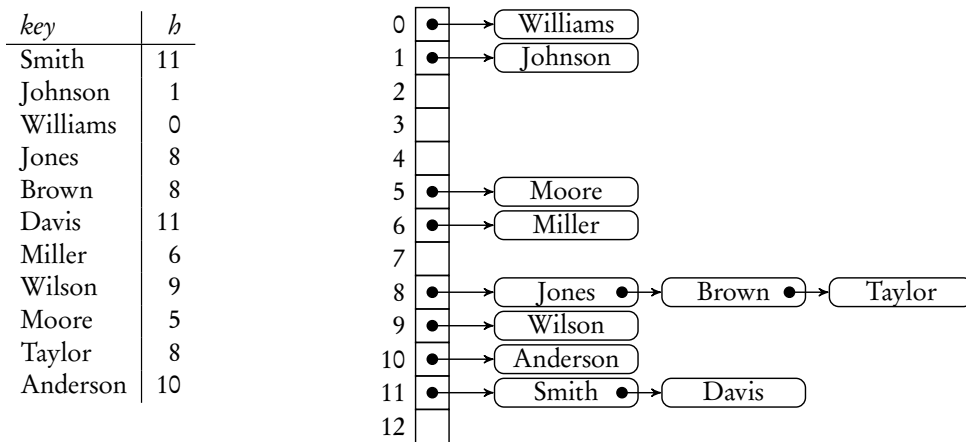 key h
Smith 11
Johnson 1
Williams 0
Jones 8
Brown 8
Davis 11
Miller 6
Wilson 9
Moore 5
Taylor 8
Anderson 10
0 Williams
1 Johnson
2
3
4
5 Moore
6 Miller
7
8 Jones Brown Taylor
9 Wilson
10 Anderson
11 Smith Davis
12